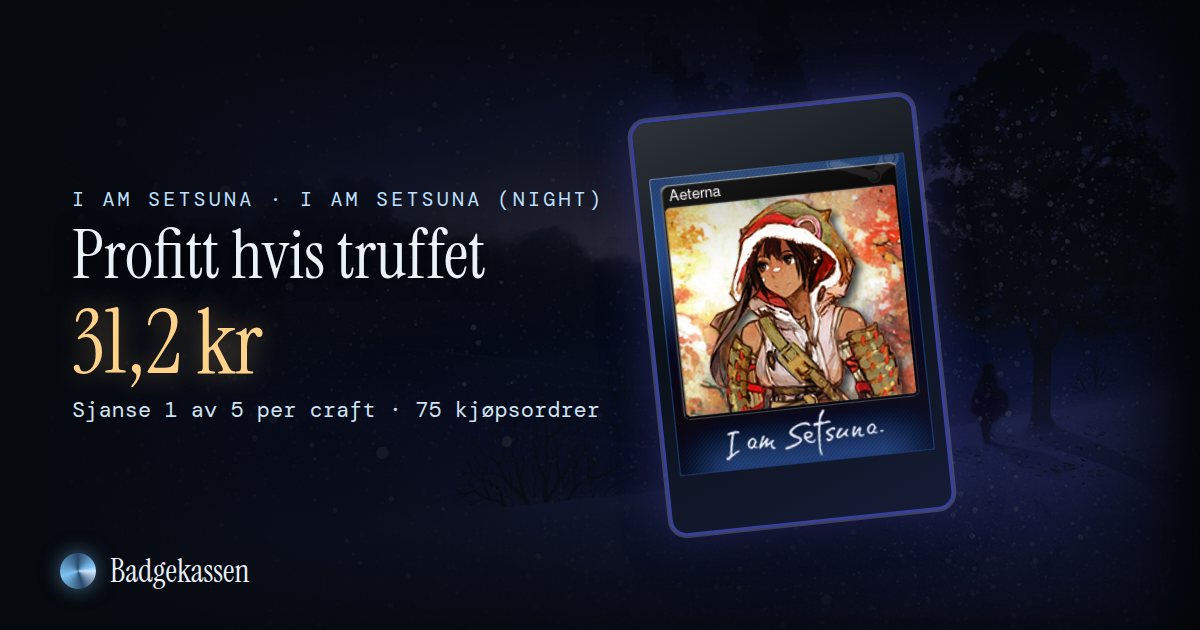 I AM SETSUNA · I AM SETSUNA (NIGHT)
Profitt hvis truffet
31,2 kr
Sjanse 1 av 5 per craft · 75 kjøpsordrer
Aeterna
I am Setsuna.
Badgekassen